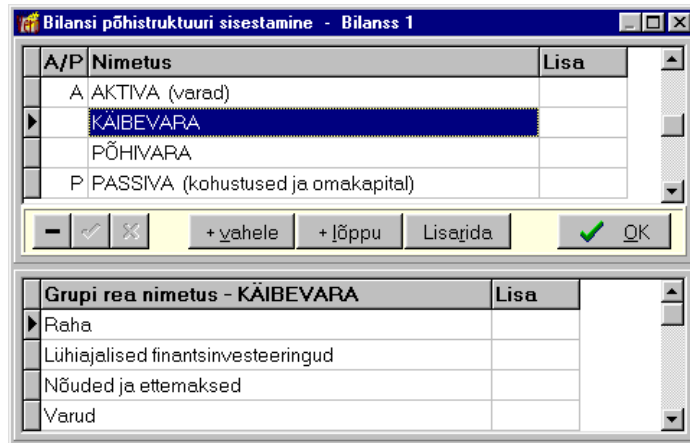 Bilansi põhistruktuuri sisestamine - Bilanss 1
A/P Nimetus Lisa
A AKTIVA (varad)
KÄIBEVARA
PÕHIVARA
P PASSIVA (kohustused ja omakapital)
+ vahele + lõppu Lisarida OK
Grupi rea nimetus - KÄIBEVARA Lisa
Raha
Lühiajalised finantsinvesteeringud
Nõuded ja ettemaksed
Varud